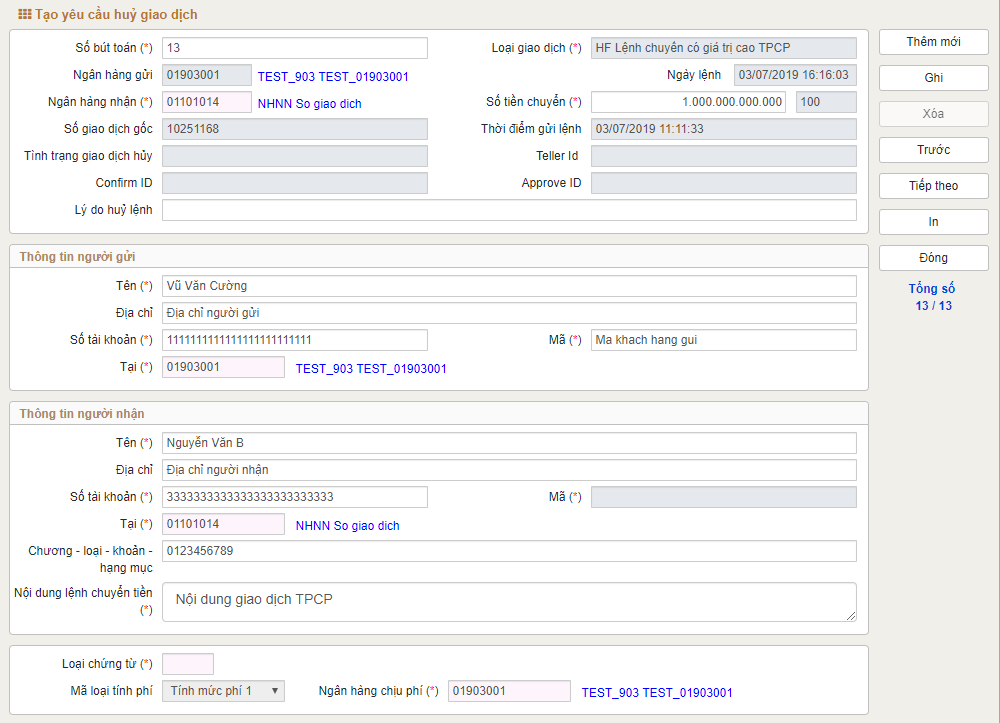 Tạo yêu cầu huỷ giao dịch
Số bút toán (*) 13 Loại giao dịch (*) HF Lệnh chuyển có giá trị cao TPCP
Ngân hàng gửi 01903001 TEST_903 TEST_01903001 Ngày lệnh 03/07/2019 16:16:03
Ngân hàng nhận (*) 01101014 NHNN So giao dich Số tiền chuyển (*) 1.000.000.000.000 100
Số giao dịch gốc 10251168 Thời điểm gửi lệnh 03/07/2019 11:11:33
Tình trạng giao dịch hủy Teller Id
Confirm ID Approve ID
Lý do huỷ lệnh
Thêm mới
Ghi
Xóa
Trước
Tiếp theo
In
Đóng
Tổng số
13 / 13
Thông tin người gửi
Tên (*) Vũ Văn Cường
Địa chỉ Địa chỉ người gửi
Số tài khoản (*) 1111111111111111111111111 Mã (*) Ma khach hang gui
Tại (*) 01903001 TEST_903 TEST_01903001
Thông tin người nhận
Tên (*) Nguyễn Văn B
Địa chỉ Địa chỉ người nhận
Số tài khoản (*) 3333333333333333333333333 Mã (*)
Tại (*) 01101014 NHNN So giao dich
Chương - loại - khoản - 0123456789
hạng mục
Nội dung lệnh chuyển tiền Nội dung giao dịch TPCP
(*)
Loại chứng từ (*)
Mã loại tính phí Tính mức phí 1 Ngân hàng chịu phí (*) 01903001 TEST_903 TEST_01903001